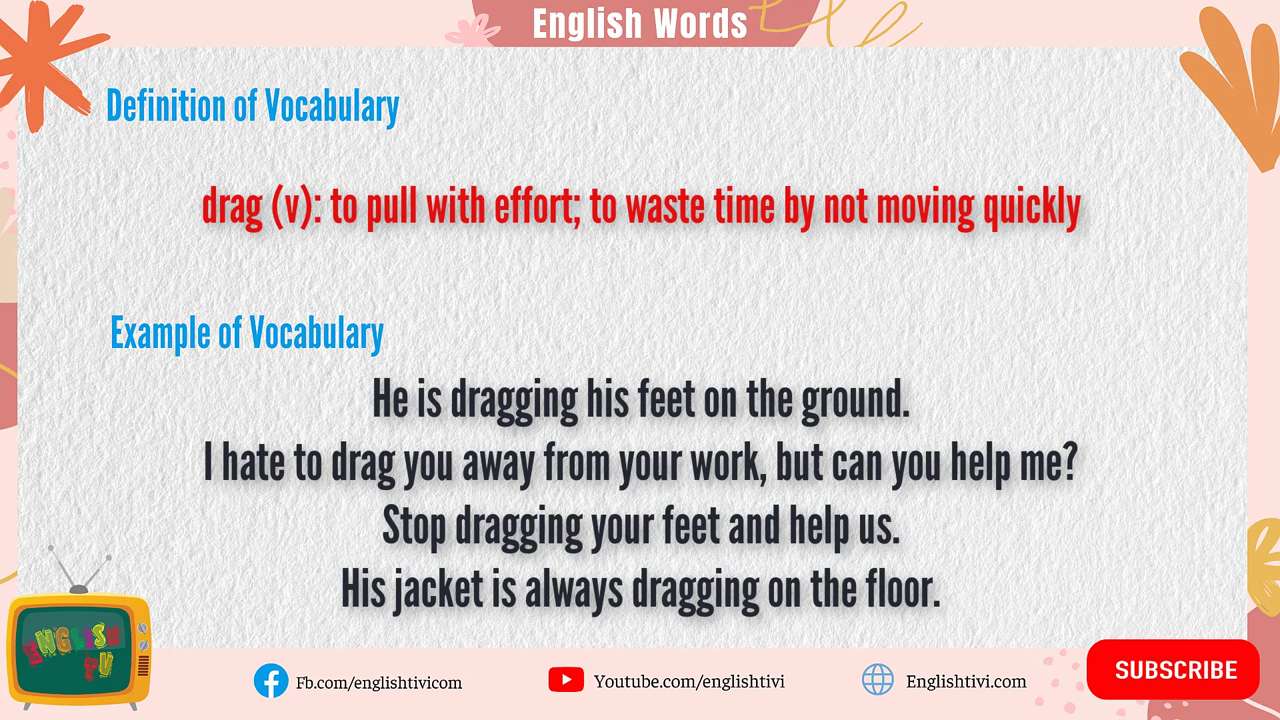 English Words
Definition of Vocabulary
drag (v): to pull with effort; to waste time by not moving quickly
Example of Vocabulary
He is dragging his feet on the ground.
I hate to drag you away from your work, but can you help me?
Stop dragging your feet and help us.
His jacket is always dragging on the floor.
ENGLISH
TV
Fb.com/englishtivicom
Youtube.com/englishtivi
Englishtivi.com
SUBSCRIBE